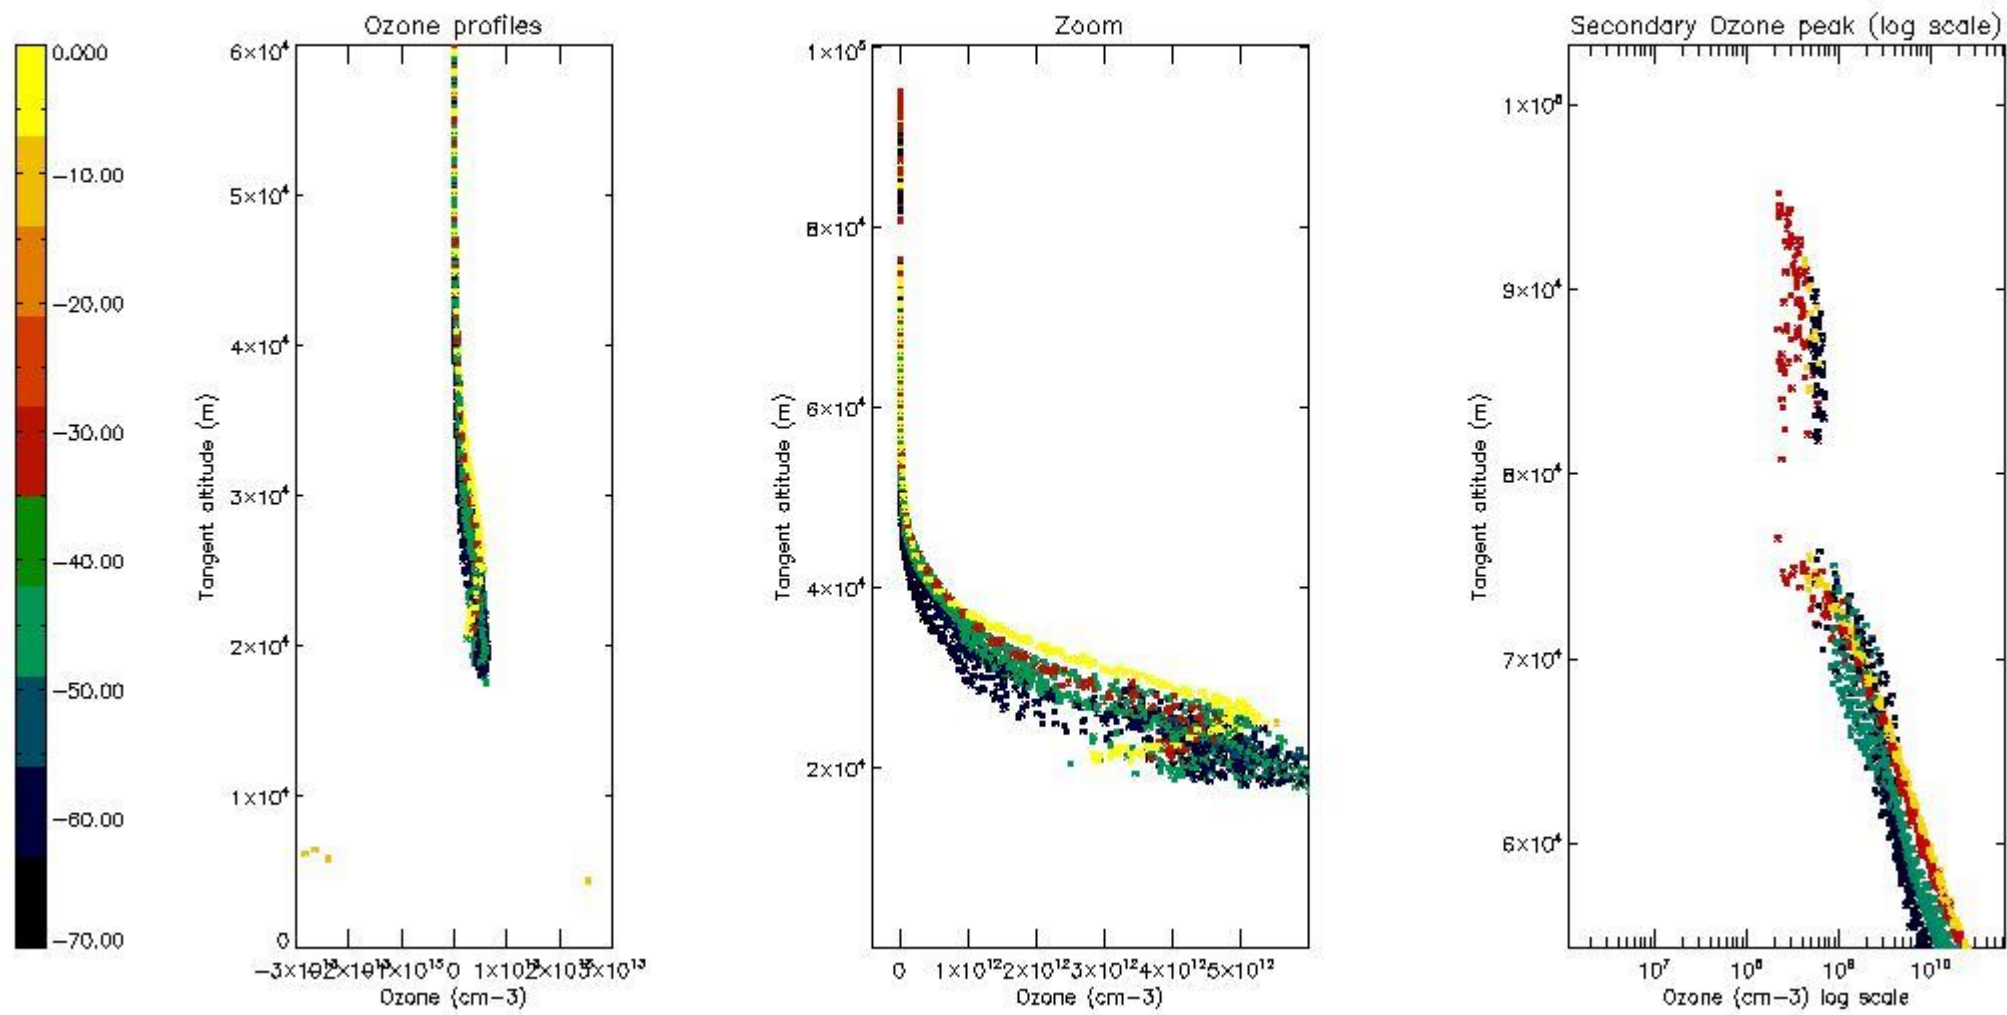 Ozone profiles
Zoom
Secondary Ozone peak (log scale)
0.000
-10.00
-20.00
-30.00
-40.00
-50.00
-60.00
-70.00
Tangent altitude (m)
6×10⁴
5×10⁴
4×10⁴
3×10⁴
2×10⁴
1×10⁴
0
0
Ozone (cm-3)
Tangent altitude (m)
1×10⁵
8×10⁴
6×10⁴
4×10⁴
2×10⁴
0 1×10¹² 2×10¹² 3×10¹² 4×10¹² 5×10¹²
Ozone (cm-3)
Tangent altitude (m)
9×10⁴
8×10⁴
7×10⁴
6×10⁴
10⁷ 10⁸ 10⁹ 10¹⁰
Ozone (cm-3) log scale